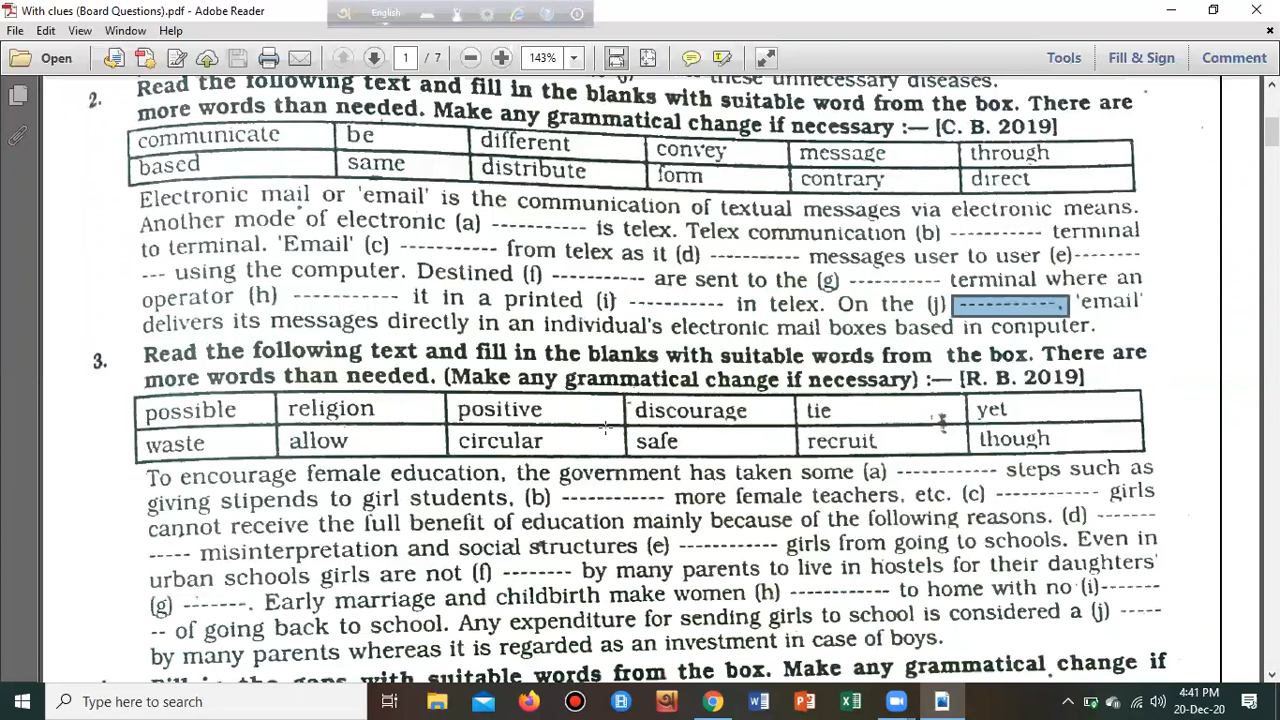 With clues (Board Questions).pdf - Adobe Reader
English
File Edit View Window Help
Open 1 / 7 143% Tools Fill & Sign Comment
these unnecessary diseases.
2. Read the following text and fill in the blanks with suitable word from the box. There are
more words than needed. Make any grammatical change if necessary :— [C. B. 2019]
communicate be different convey message through
based same distribute form contrary direct
Electronic mail or 'email' is the communication of textual messages via electronic means.
Another mode of electronic (a) ----------- is telex. Telex communication (b) ---------- terminal
to terminal. 'Email' (c) ----------- from telex as it (d) ---------- messages user to user (e)--------
--- using the computer. Destined (f) ----------- are sent to the (g) ---------- terminal where an
operator (h) ------------ it in a printed (i) ----------- in telex. On the (j) -----------. 'email'
delivers its messages directly in an individual's electronic mail boxes based in computer.
3. Read the following text and fill in the blanks with suitable words from the box. There are
more words than needed. (Make any grammatical change if necessary) :— [R. B. 2019]
possible religion positive discourage tie yet
waste allow circular safe recruit though
To encourage female education, the government has taken some (a) ----------- steps such as
giving stipends to girl students, (b) ----------- more female teachers, etc. (c) ----------- girls
cannot receive the full benefit of education mainly because of the following reasons. (d) -------
----- misinterpretation and social structures (e) ----------- girls from going to schools. Even in
urban schools girls are not (f) -------- by many parents to live in hostels for their daughters'
(g) -------. Early marriage and childbirth make women (h) ----------- to home with no (i)-------
-- of going back to school. Any expenditure for sending girls to school is considered a (j) -----
by many parents whereas it is regarded as an investment in case of boys.
gaps with suitable words from the box. Make any grammatical change if
Type here to search
4:41 PM
20-Dec-20